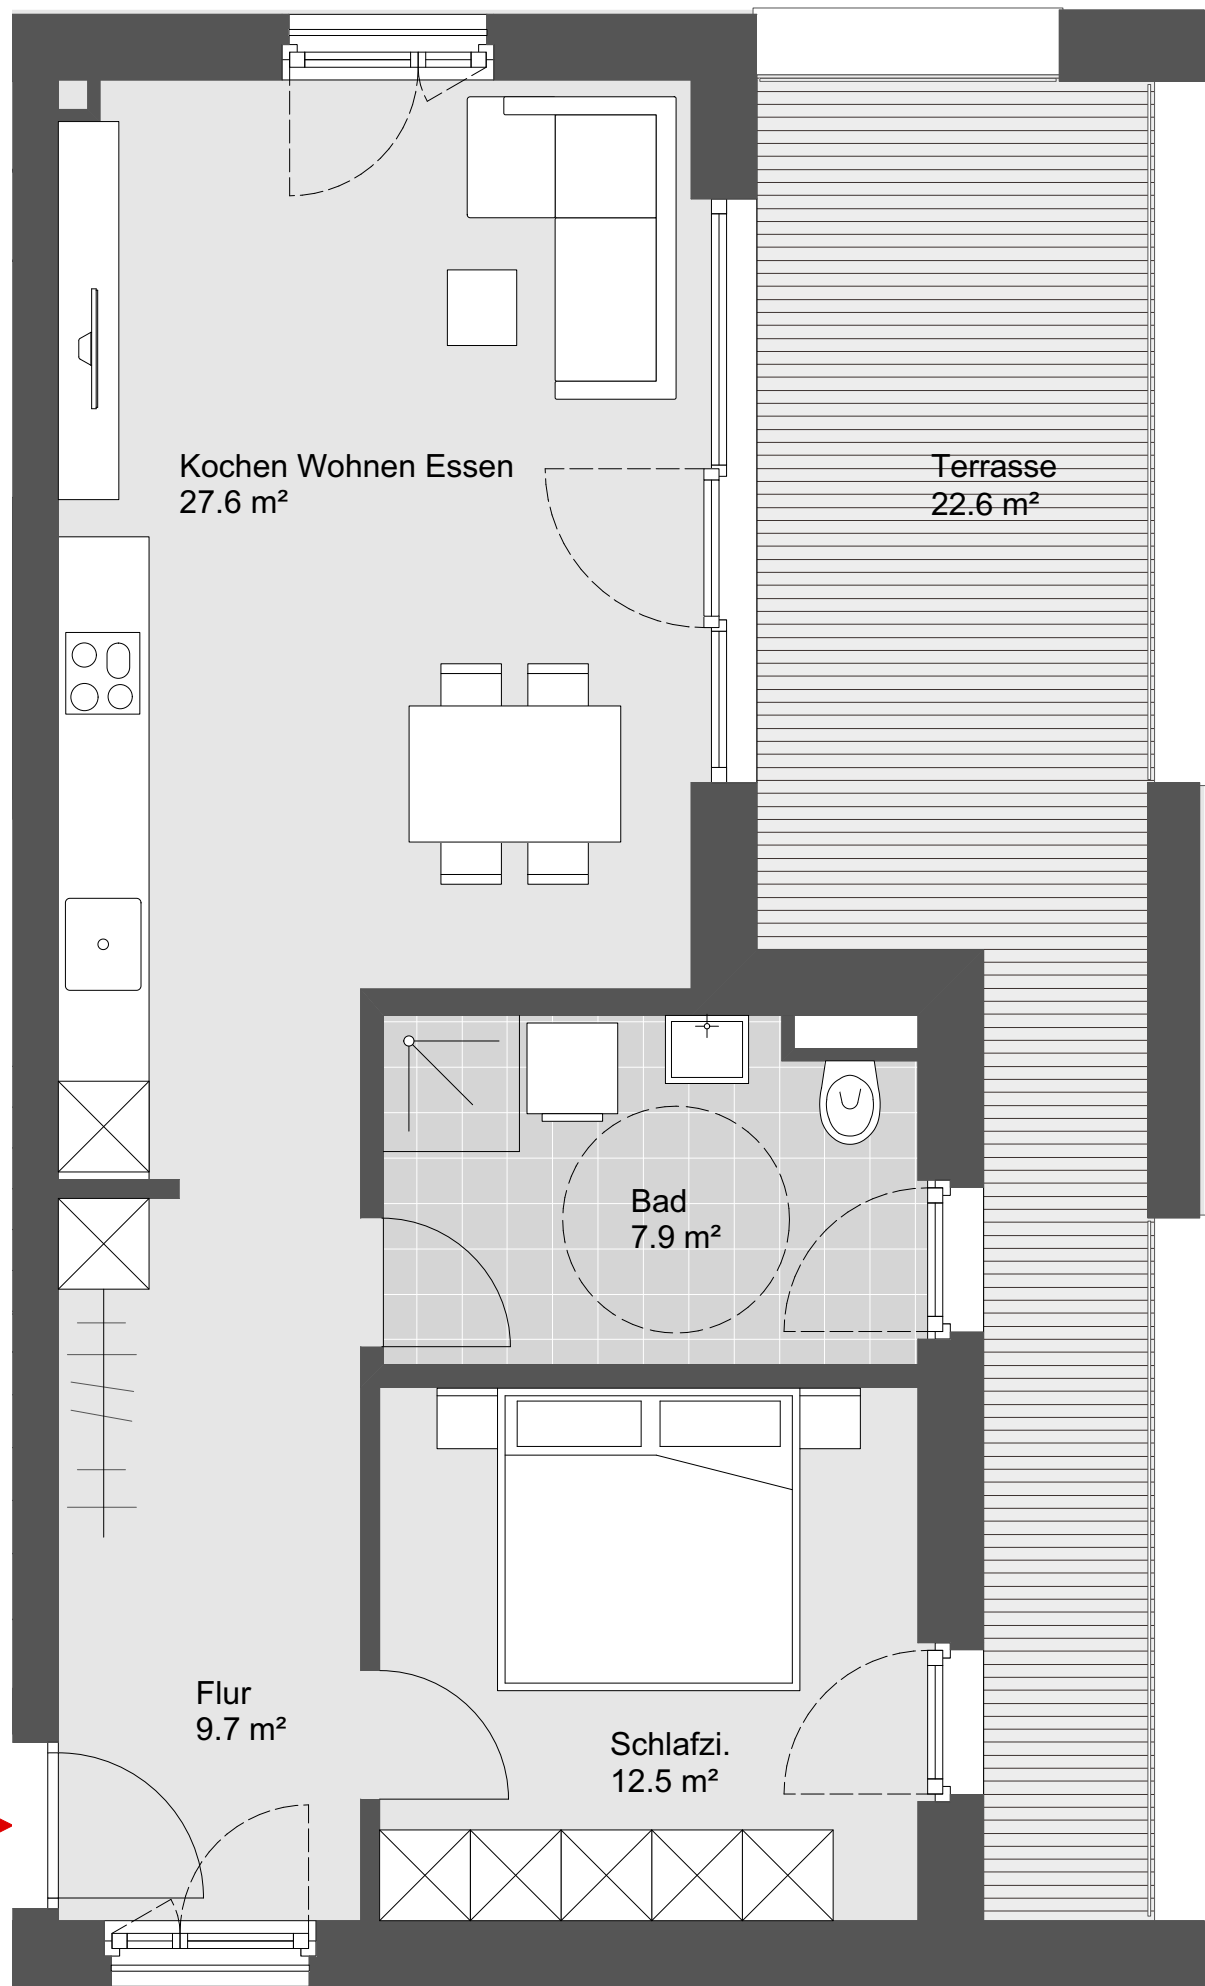 Kochen Wohnen Essen
27.6 m²
Terrasse
22.6 m²
Bad
7.9 m²
Flur
9.7 m²
Schlafzi.
12.5 m²